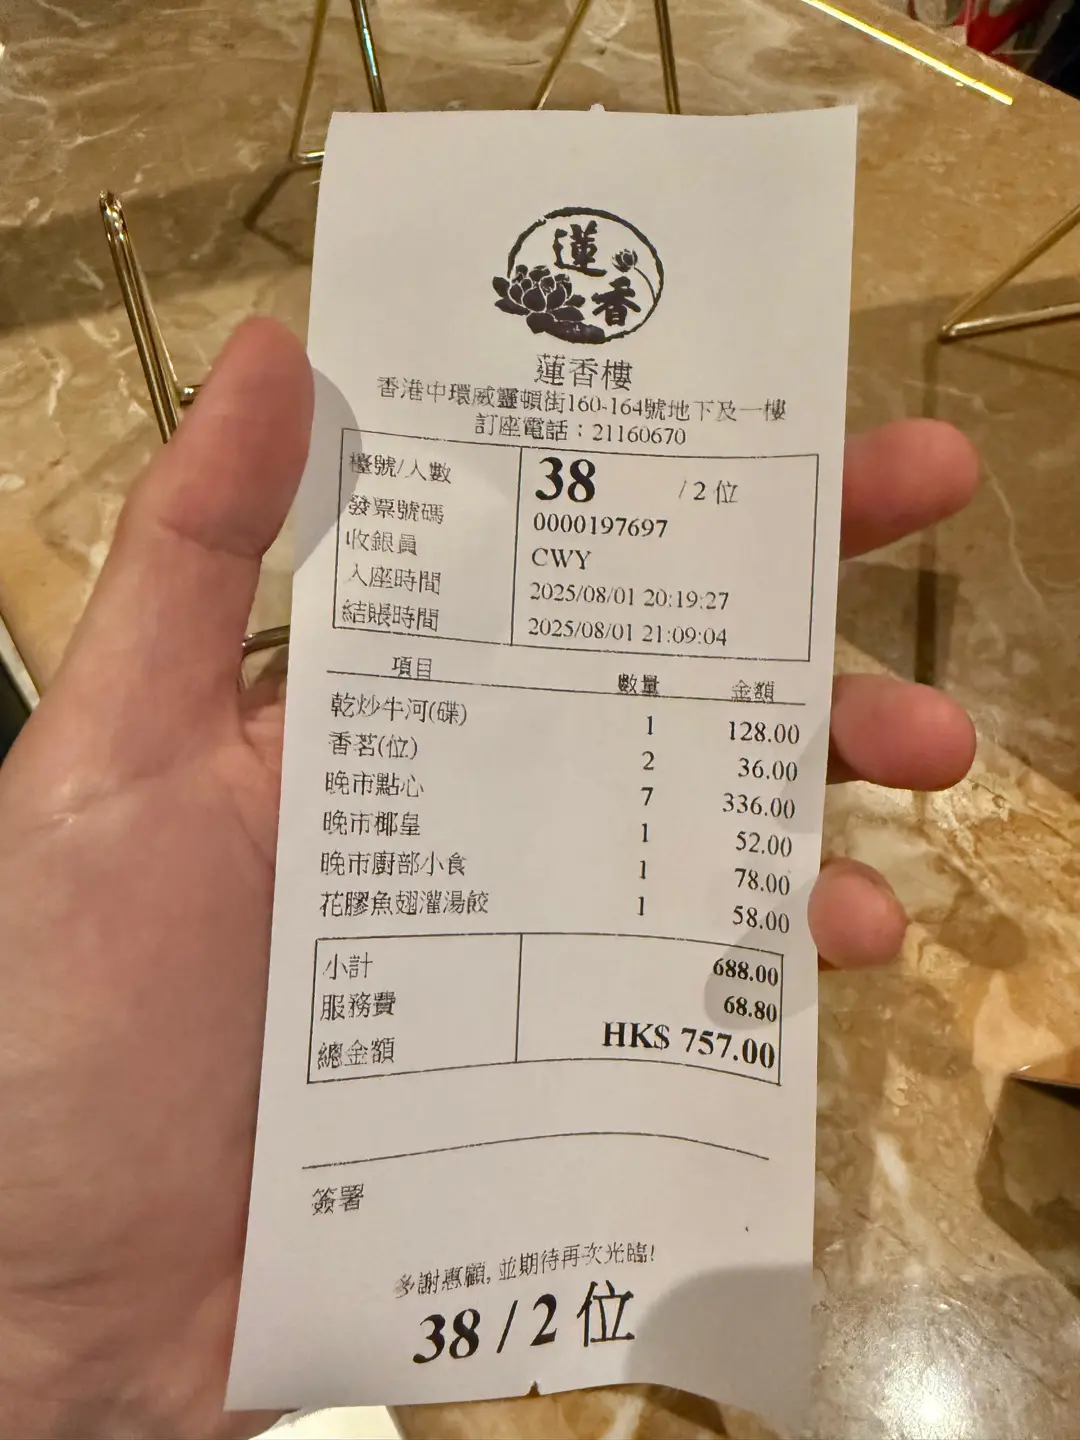 蓮香
蓮香樓
香港中環威靈頓街160-164號地下及一樓
訂座電話：21160670
檯號/人數 38 / 2 位
發票號碼 0000197697
收銀員 CWY
入座時間 2025/08/01 20:19:27
結賬時間 2025/08/01 21:09:04
項目 數量 金額
乾炒牛河(碟) 1 128.00
香茗(位) 2 36.00
晚市點心 7 336.00
晚市椰皇 1 52.00
晚市廚部小食 1 78.00
花膠魚翅灌湯餃 1 58.00
小計 688.00
服務費 68.80
總金額 HK$ 757.00
簽署
多謝惠顧, 並期待再次光臨!
38 / 2 位